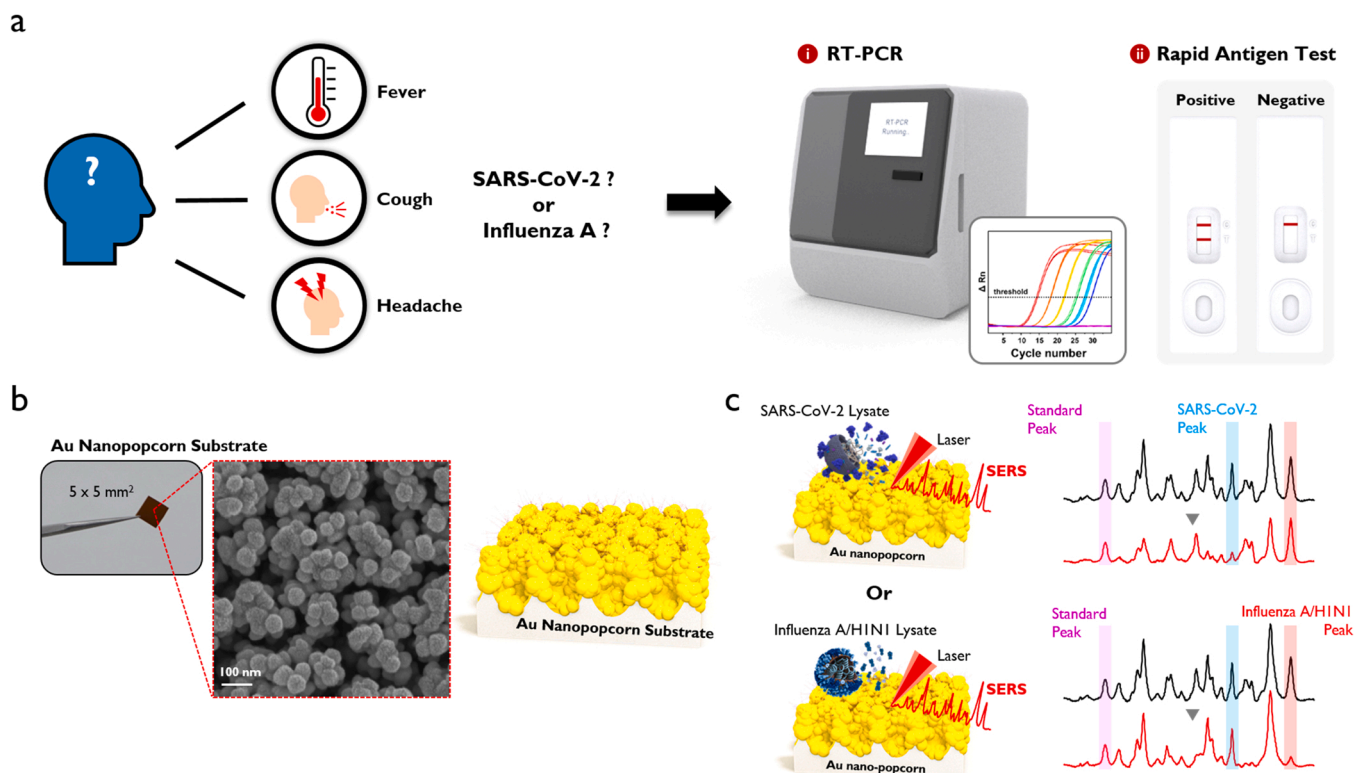 a
?
Fever
Cough
Headache
SARS-CoV-2 ?
or
Influenza A ?
i RT-PCR
RT-PCR
Running..
Δ Rn
threshold
5 10 15 20 25 30
Cycle number
ii Rapid Antigen Test
Positive Negative
b
Au Nanopopcorn Substrate
5 x 5 mm²
100 nm
Au Nanopopcorn Substrate
c
SARS-CoV-2 Lysate
Laser
SERS
Au nanopopcorn
Standard
Peak
SARS-CoV-2
Peak
Or
Influenza A/H1N1 Lysate
Laser
SERS
Au nano-popcorn
Standard
Peak
Influenza A/H1N1
Peak